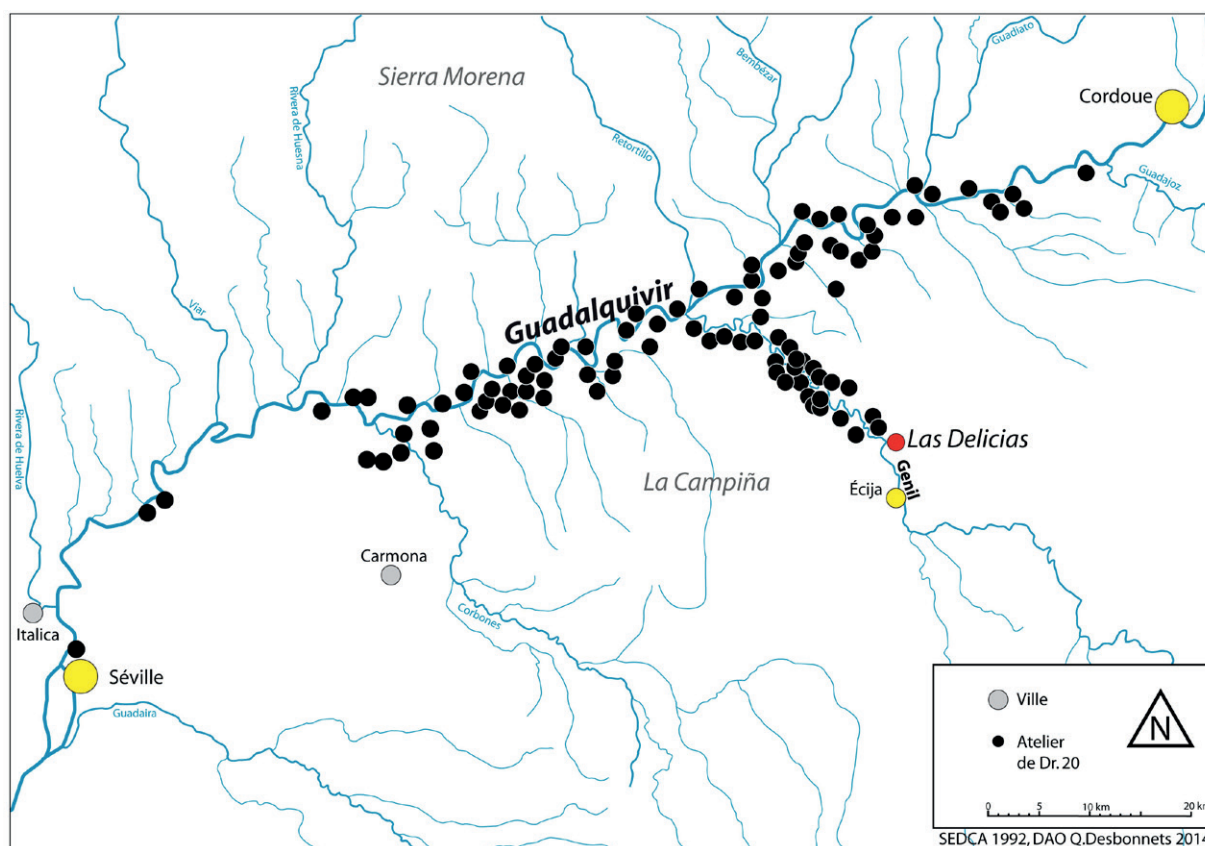 Sierra Morena
Guadiato
Bembézar
Cordoue
Rivera de Huesna
Retortillo
Guadajoz
Guadalquivir
Viar
Rivera de Huelva
Las Delicias
La Campiña
Genil
Écija
Carmona
Italica
Corbones
Séville
Guadaira
Ville
N
Atelier
de Dr. 20
0 5 10 km 20 km
SEDCA 1992, DAO Q.Desbonnets 2014